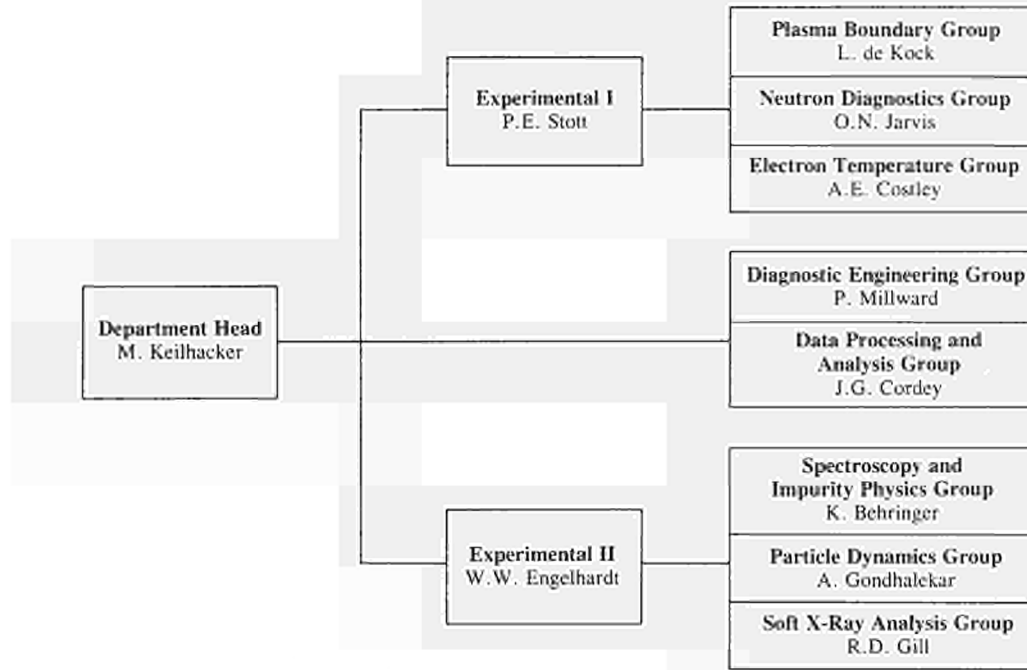 Plasma Boundary Group
L. de Kock
Experimental I
P.E. Stott
Neutron Diagnostics Group
O.N. Jarvis
Electron Temperature Group
A.E. Costley
Department Head
M. Keilhacker
Diagnostic Engineering Group
P. Millward
Data Processing and
Analysis Group
J.G. Cordey
Spectroscopy and
Impurity Physics Group
K. Behringer
Experimental II
W.W. Engelhardt
Particle Dynamics Group
A. Gondhalekar
Soft X-Ray Analysis Group
R.D. Gill